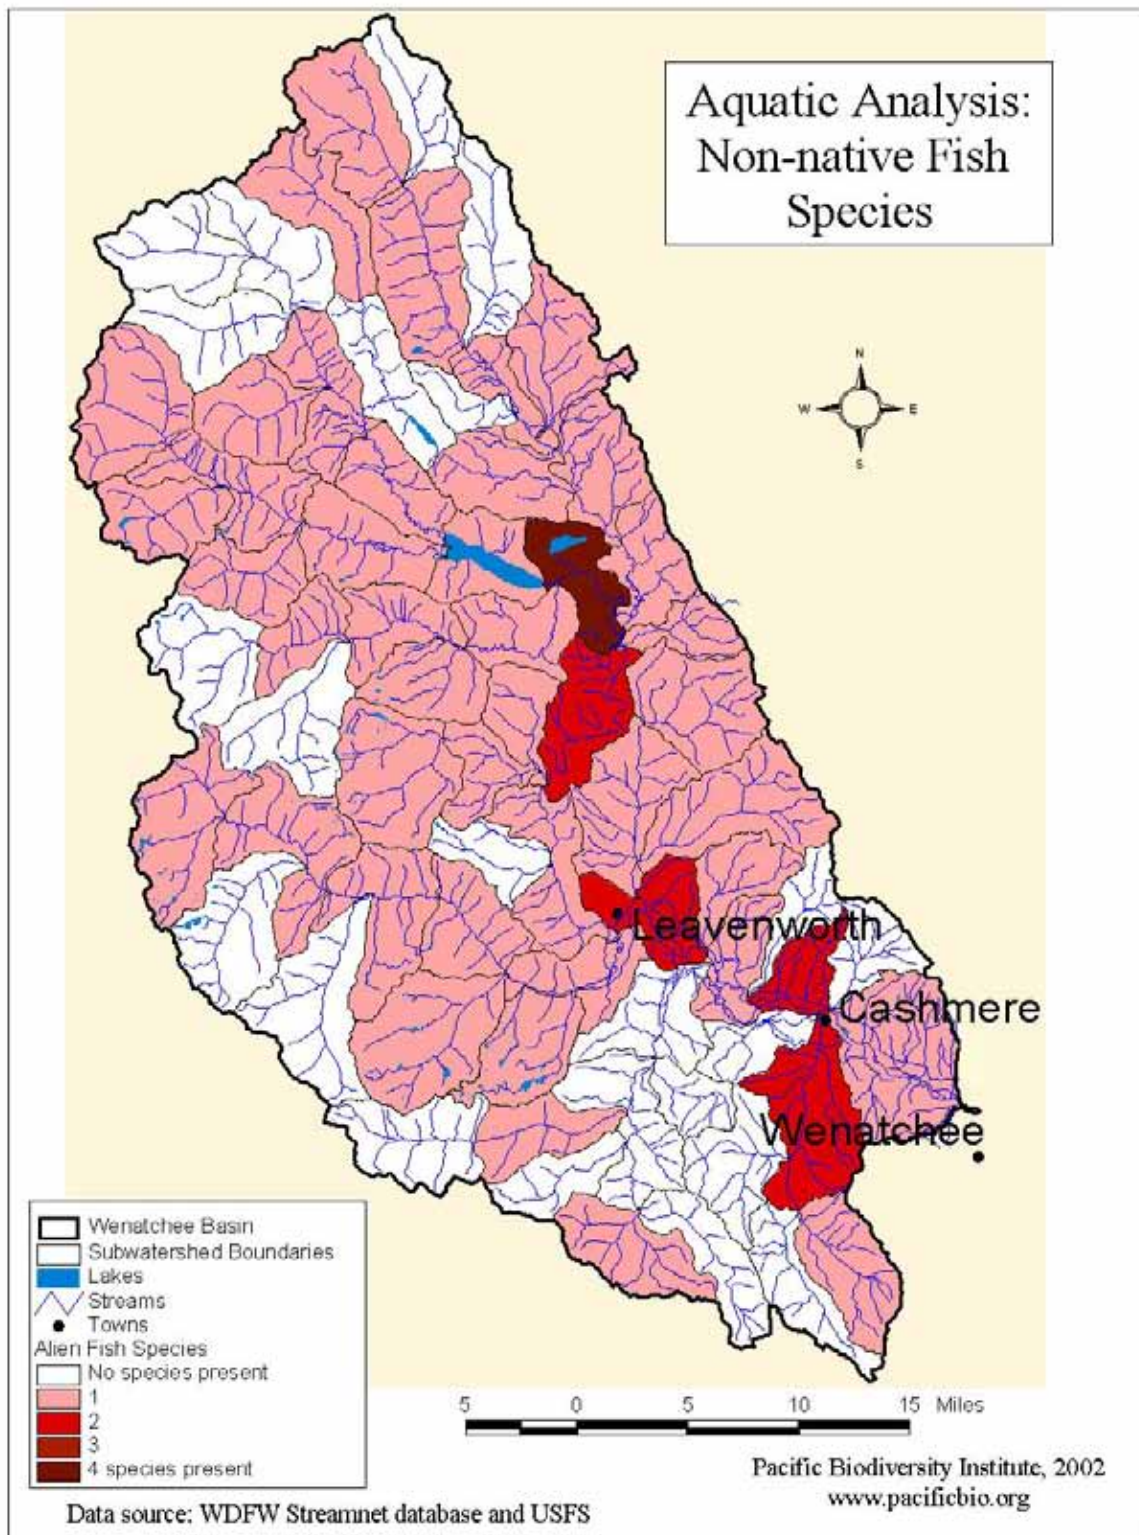 Aquatic Analysis:
Non-native Fish
Species
N
W
E
S
Leavenworth
Cashmere
Wenatchee
Wenatchee Basin
Subwatershed Boundaries
Lakes
Streams
Towns
Alien Fish Species
No species present
1
2
3
4 species present
5 0 5 10 15 Miles
Pacific Biodiversity Institute, 2002
www.pacificbio.org
Data source: WDFW Streamnet database and USFS